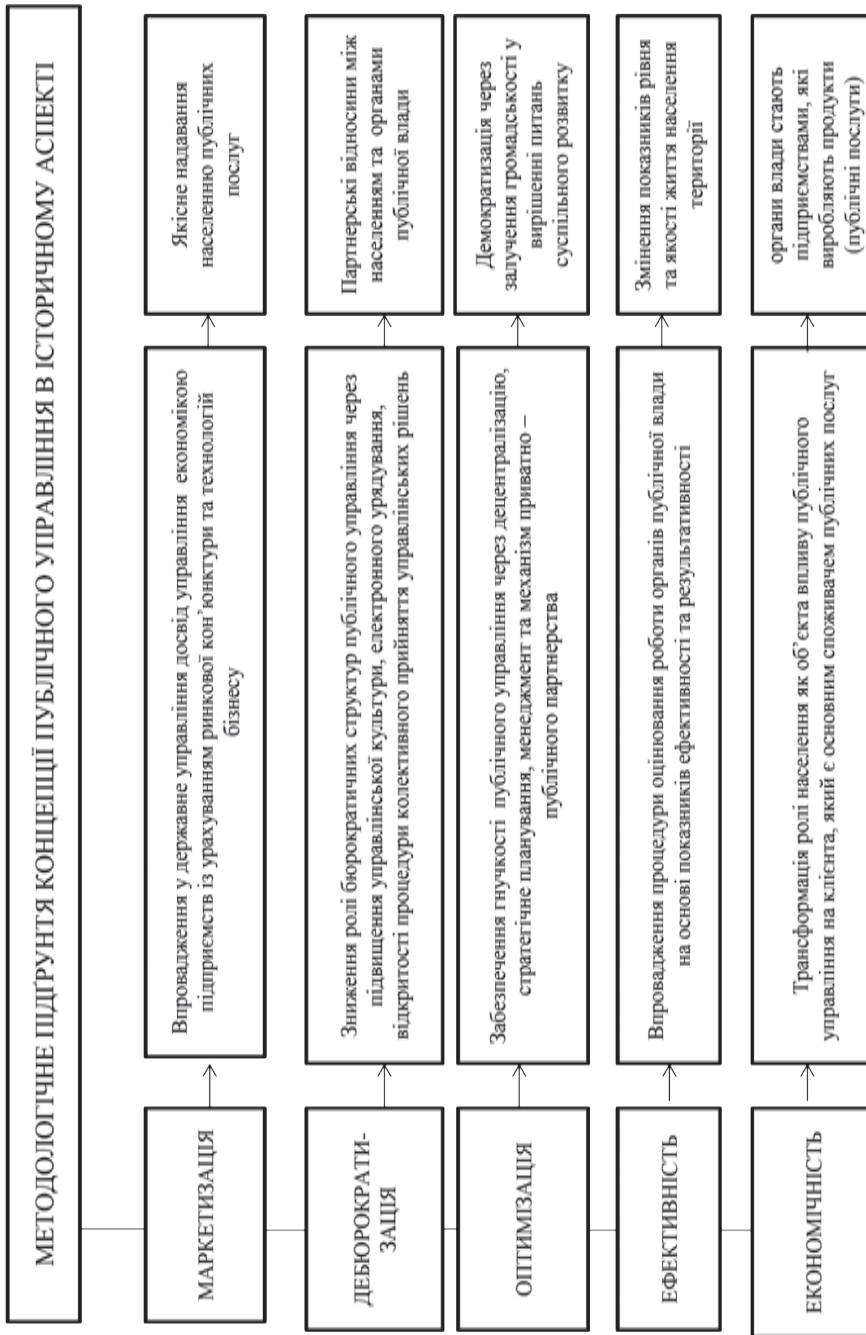 МЕТОДОЛОГІЧНЕ ПІДҐРУНТЯ КОНЦЕПЦІЇ ПУБЛІЧНОГО УПРАВЛІННЯ В ІСТОРИЧНОМУ АСПЕКТІ
МАРКЕТИЗАЦІЯ
Впровадження у державне управління досвід управління економікою
підприємств із урахуванням ринкової кон’юнктури та технологій
бізнесу
Якісне надавання
населенню публічних
послуг
ДЕБЮРОКРАТИ-
ЗАЦІЯ
Зниження ролі бюрократичних структур публічного управління через
підвищення управлінської культури, електронного урядування,
відкритості процедури колективного прийняття управлінських рішень
Партнерські відносини між
населенням та органами
публічної влади
ОПТИМІЗАЦІЯ
Забезпечення гнучкості публічного управління через децентралізацію,
стратегічне планування, менеджмент та механізм приватно –
публічного партнерства
Демократизація через
залучення громадськості у
вирішенні питань
суспільного розвитку
ЕФЕКТИВНІСТЬ
Впровадження процедури оцінювання роботи органів публічної влади
на основі показників ефективності та результативності
Змінення показників рівня
та якості життя населення
території
ЕКОНОМІЧНІСТЬ
Трансформація ролі населення як об’єкта впливу публічного
управління на клієнта, який є основним споживачем публічних послуг
органи влади стають
підприємствами, які
виробляють продукти
(публічні послуги)